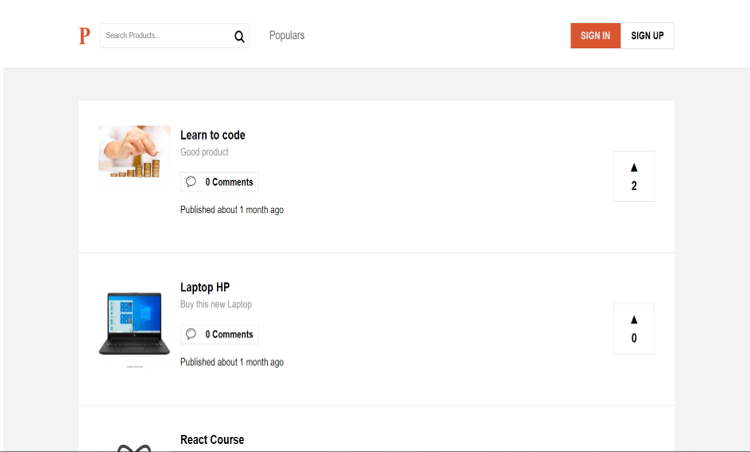 P
Search Products...
Populars
SIGN IN
SIGN UP
Learn to code
Good product
0 Comments
Published about 1 month ago
▲
2
Laptop HP
Buy this new Laptop
0 Comments
Published about 1 month ago
▲
0
React Course